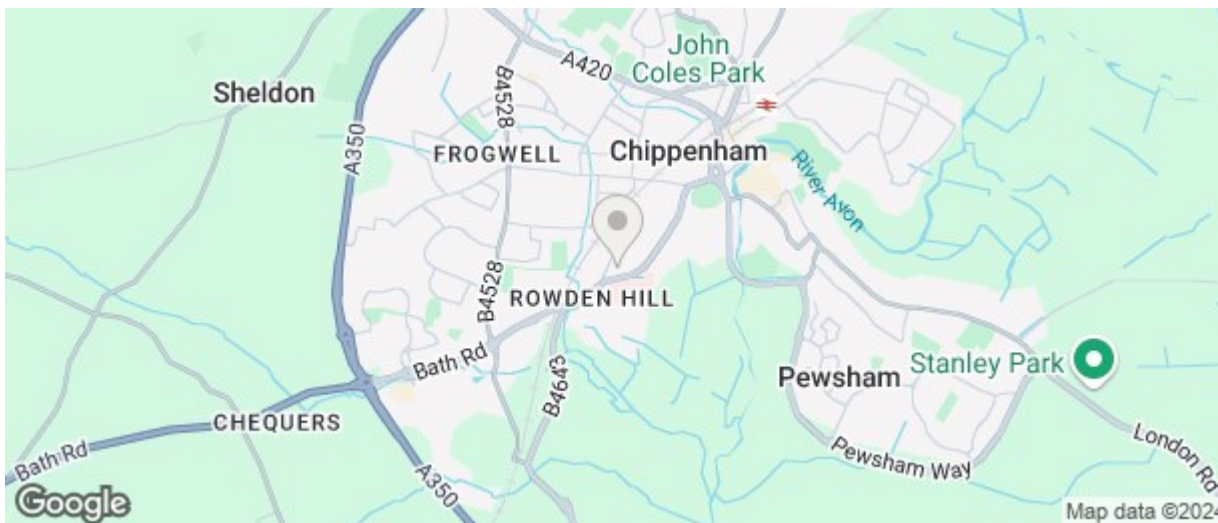 John
Coles Park
A420
Sheldon
B4528
A350
FROGWELL
Chippenham
River Avon
B4528
ROWDEN HILL
Bath Rd
B4643
Stanley Park
Pewsham
CHEQUERS
Bath Rd
A350
Pewsham Way
London Rd
Google
Map data ©2024